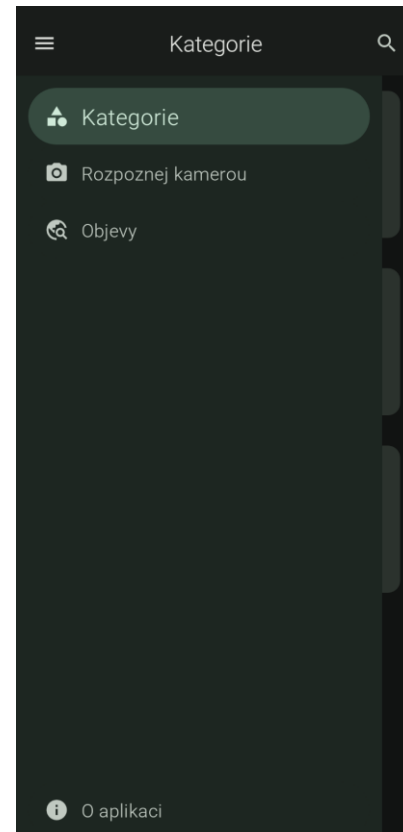 Kategorie
Kategorie
Rozpoznej kamerou
Objevy
O aplikaci